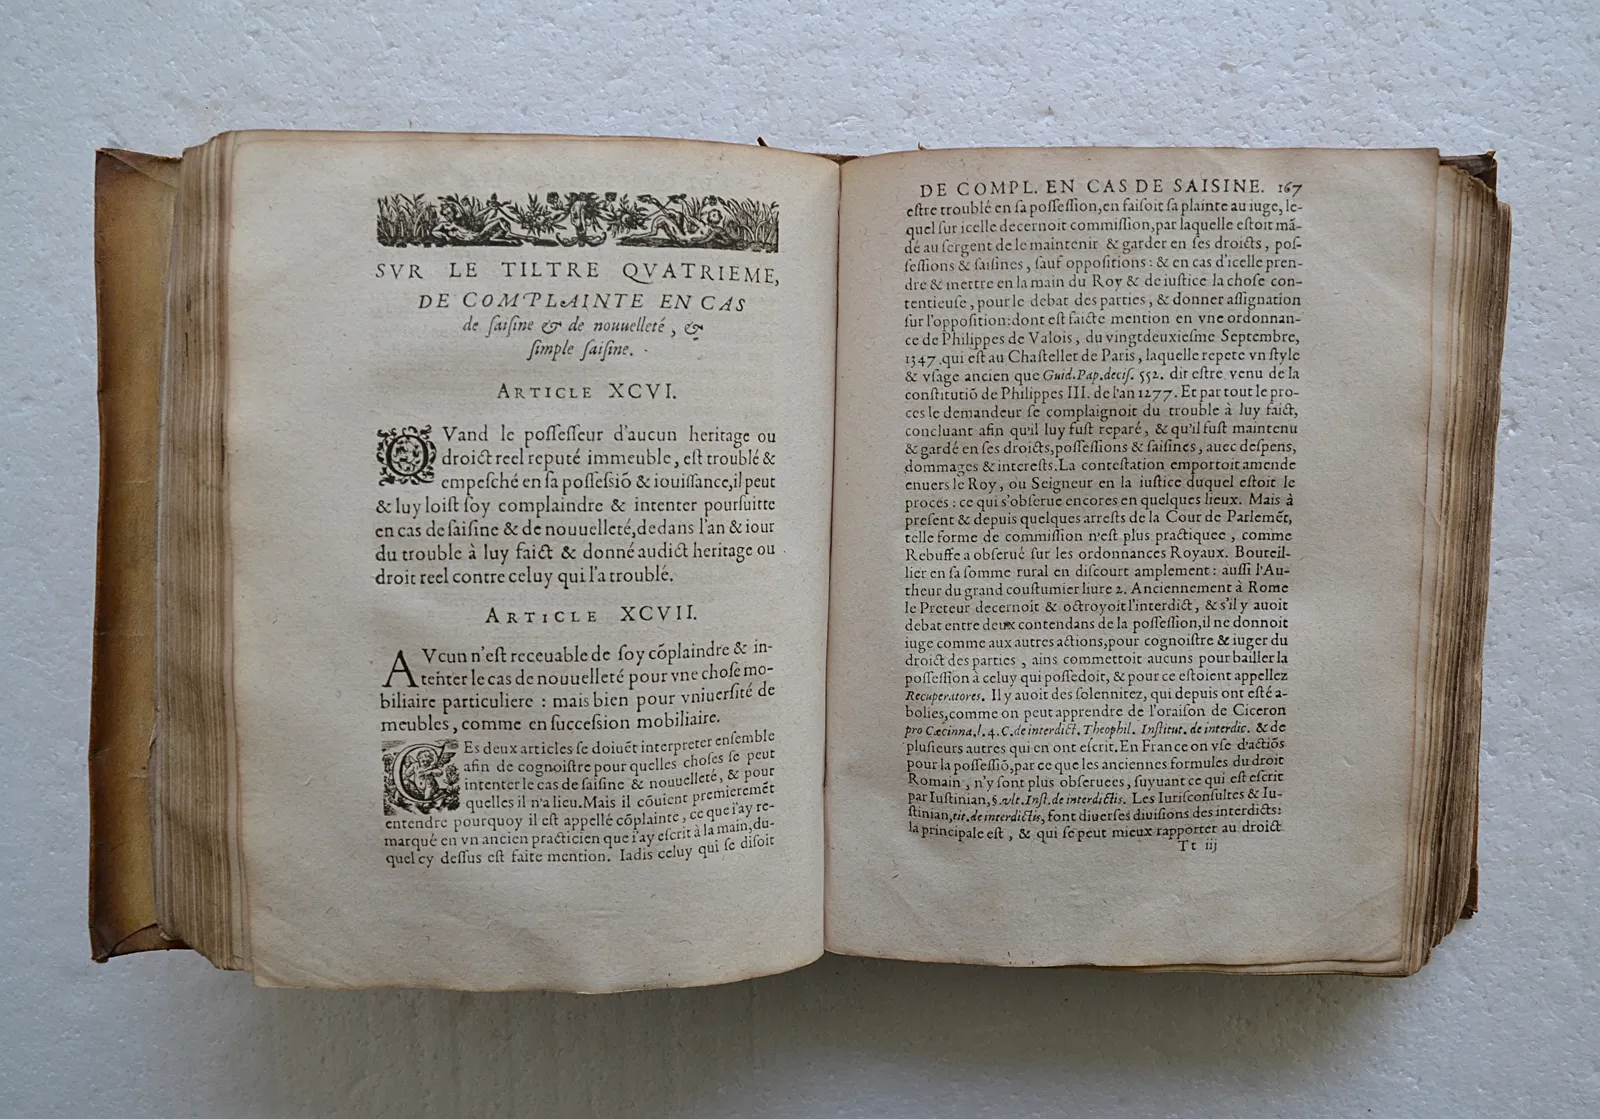 SVR LE TILTRE QVATRIEME,
DE COMPLAINTE EN CAS
de ſaiſine & de nouuelleté, &
ſimple ſaiſine.
ARTICLE XCVI.
QVand le poſſeſſeur d'aucun heritage ou
droict reel reputé immeuble, eſt troublé &
empeſché en ſa poſſeſſiõ & iouiſſance, il peut
& luy loiſt ſoy complaindre & intenter pourſuitte
en cas de ſaiſine & de nouuelleté, dedans l'an & iour
du trouble à luy faict & donné audict heritage ou
droit reel contre celuy qui l'a troublé.
ARTICLE XCVII.
AVcun n'eſt receuable de ſoy cõplaindre & in-
tenter le cas de nouuelleté pour vne choſe mo-
biliaire particuliere : mais bien pour vniuerſité de
meubles, comme en ſucceſsion mobiliaire.
CEs deux articles ſe doiuẽt interpreter enſemble
afin de cognoiſtre pour quelles choſes ſe peut
intenter le cas de ſaiſine & nouuelleté, & pour
quelles il n'a lieu. Mais il cõuient premieremẽt
entendre pourquoy il eſt appellé cõplainte, ce que i'ay re-
marqué en vn ancien practicien que i'ay eſcrit à la main, du-
quel cy deſſus eſt faite mention. Iadis celuy qui ſe diſoit
DE COMPL. EN CAS DE SAISINE. 167
eſtre troublé en ſa poſſeſſion, en faiſoit ſa plainte au iuge, le-
quel ſur icelle decernoit commiſſion, par laquelle eſtoit mã-
dé au ſergent de le maintenir & garder en ſes droicts, poſ-
ſeſſions & ſaiſines, ſauf oppoſitions : & en cas d'icelle pren-
dre & mettre en la main du Roy & de iuſtice la choſe con-
tentieuſe, pour le debat des parties, & donner aſſignation
ſur l'oppoſition: dont eſt faicte mention en vne ordonnan-
ce de Philippes de Valois, du vingtdeuxieſme Septembre,
1347. qui eſt au Chaſtellet de Paris, laquelle repete vn ſtyle
& vſage ancien que Guid. Pap. deciſ. 552. dit eſtre venu de la
conſtitutiõ de Philippes III. de l'an 1277. Et par tout le pro-
ces le demandeur ſe complaignoit du trouble à luy faict,
concluant afin qu'il luy fuſt reparé, & qu'il fuſt maintenu
& gardé en ſes droicts, poſſeſſions & ſaiſines, auec deſpens,
dommages & intereſts. La conteſtation emportoit amende
enuers le Roy, ou Seigneur en la iuſtice duquel eſtoit le
proces : ce qui s'obſerue encores en quelques lieux. Mais à
preſent & depuis quelques arreſts de la Cour de Parlemẽt,
telle forme de commiſſion n'eſt plus practiquee, comme
Rebuffe a obſerué ſur les ordonnances Royaux. Bouteil-
lier en ſa ſomme rural en diſcourt amplement : auſſi l'Au-
theur du grand couſtumier liure 2. Anciennement à Rome
le Preteur decernoit & octroyoit l'interdict, & s'il y auoit
debat entre deux contendans de la poſſeſſion, il ne donnoit
iuge comme aux autres actions, pour cognoiſtre & iuger du
droict des parties, ains commettoit aucuns pour bailler la
poſſeſſion à celuy qui poſſedoit, & pour ce eſtoient appellez
Recuperatores. Il y auoit des ſolennitez, qui depuis ont eſté a-
bolies, comme on peut apprendre de l'oraiſon de Ciceron
pro Cæcinna, l. 4. C. de interdict. Theophil. Inſtitut. de interdic. & de
pluſieurs autres qui en ont eſcrit. En France on vſe d'actiõs
pour la poſſeſſiõ, par ce que les anciennes formules du droit
Romain, n'y ſont plus obſeruees, ſuyuant ce qui eſt eſcrit
par Iuſtinian, §. vlt. Inſt. de interdictis. Les Iuriſconſultes & Iu-
ſtinian, tit. de interdictis, font diuerſes diuiſions des interdicts:
la principale eſt, & qui ſe peut mieux rapporter au droict
Tt iij